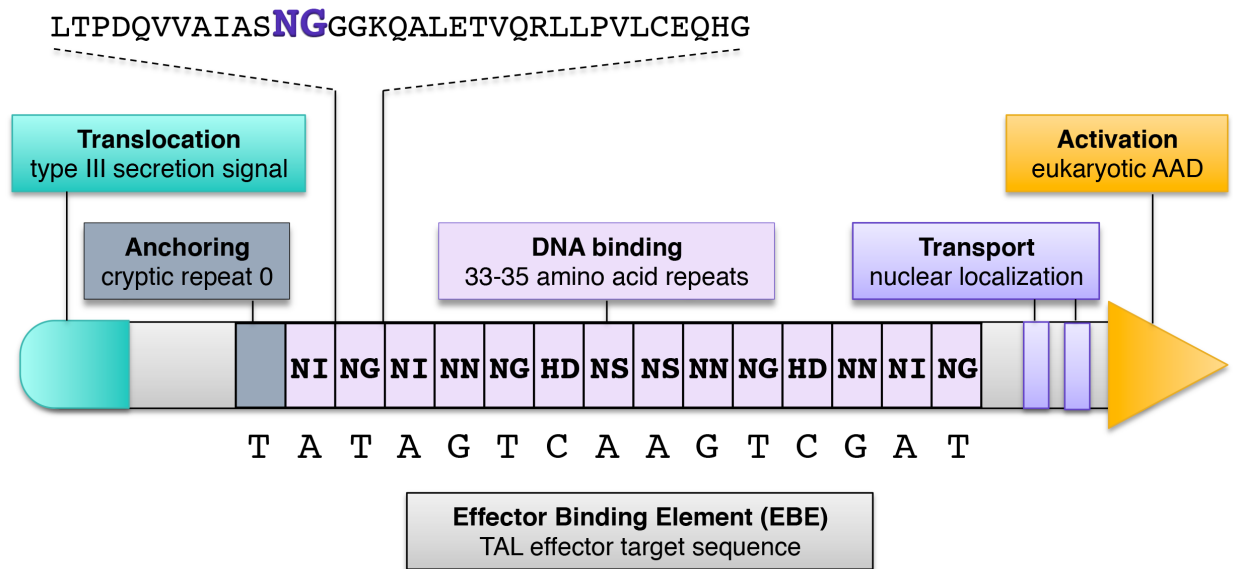 LTPDQVVAIASNGGGKQALETVQRLLPVLCEQHG
Translocation
type III secretion signal
Activation
eukaryotic AAD
Anchoring
cryptic repeat 0
DNA binding
33-35 amino acid repeats
Transport
nuclear localization
NI NG NI NN NG HD NS NS NN NG HD NN NI NG
T A T A G T C A A G T C G A T
Effector Binding Element (EBE)
TAL effector target sequence